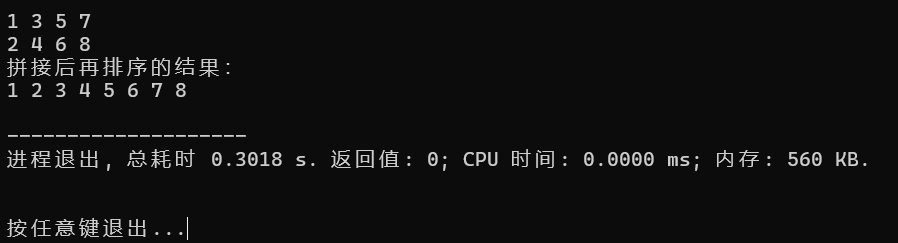 1 3 5 7
2 4 6 8
拼接后再排序的结果:
1 2 3 4 5 6 7 8
--------------------
进程退出, 总耗时 0.3018 s. 返回值: 0; CPU 时间: 0.0000 ms; 内存: 560 KB.
按任意键退出...